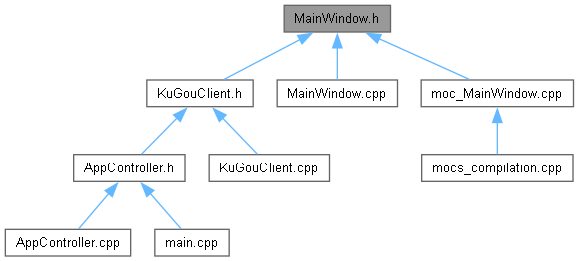 MainWindow.h
KuGouClient.h
MainWindow.cpp
moc_MainWindow.cpp
AppController.h
KuGouClient.cpp
mocs_compilation.cpp
AppController.cpp
main.cpp